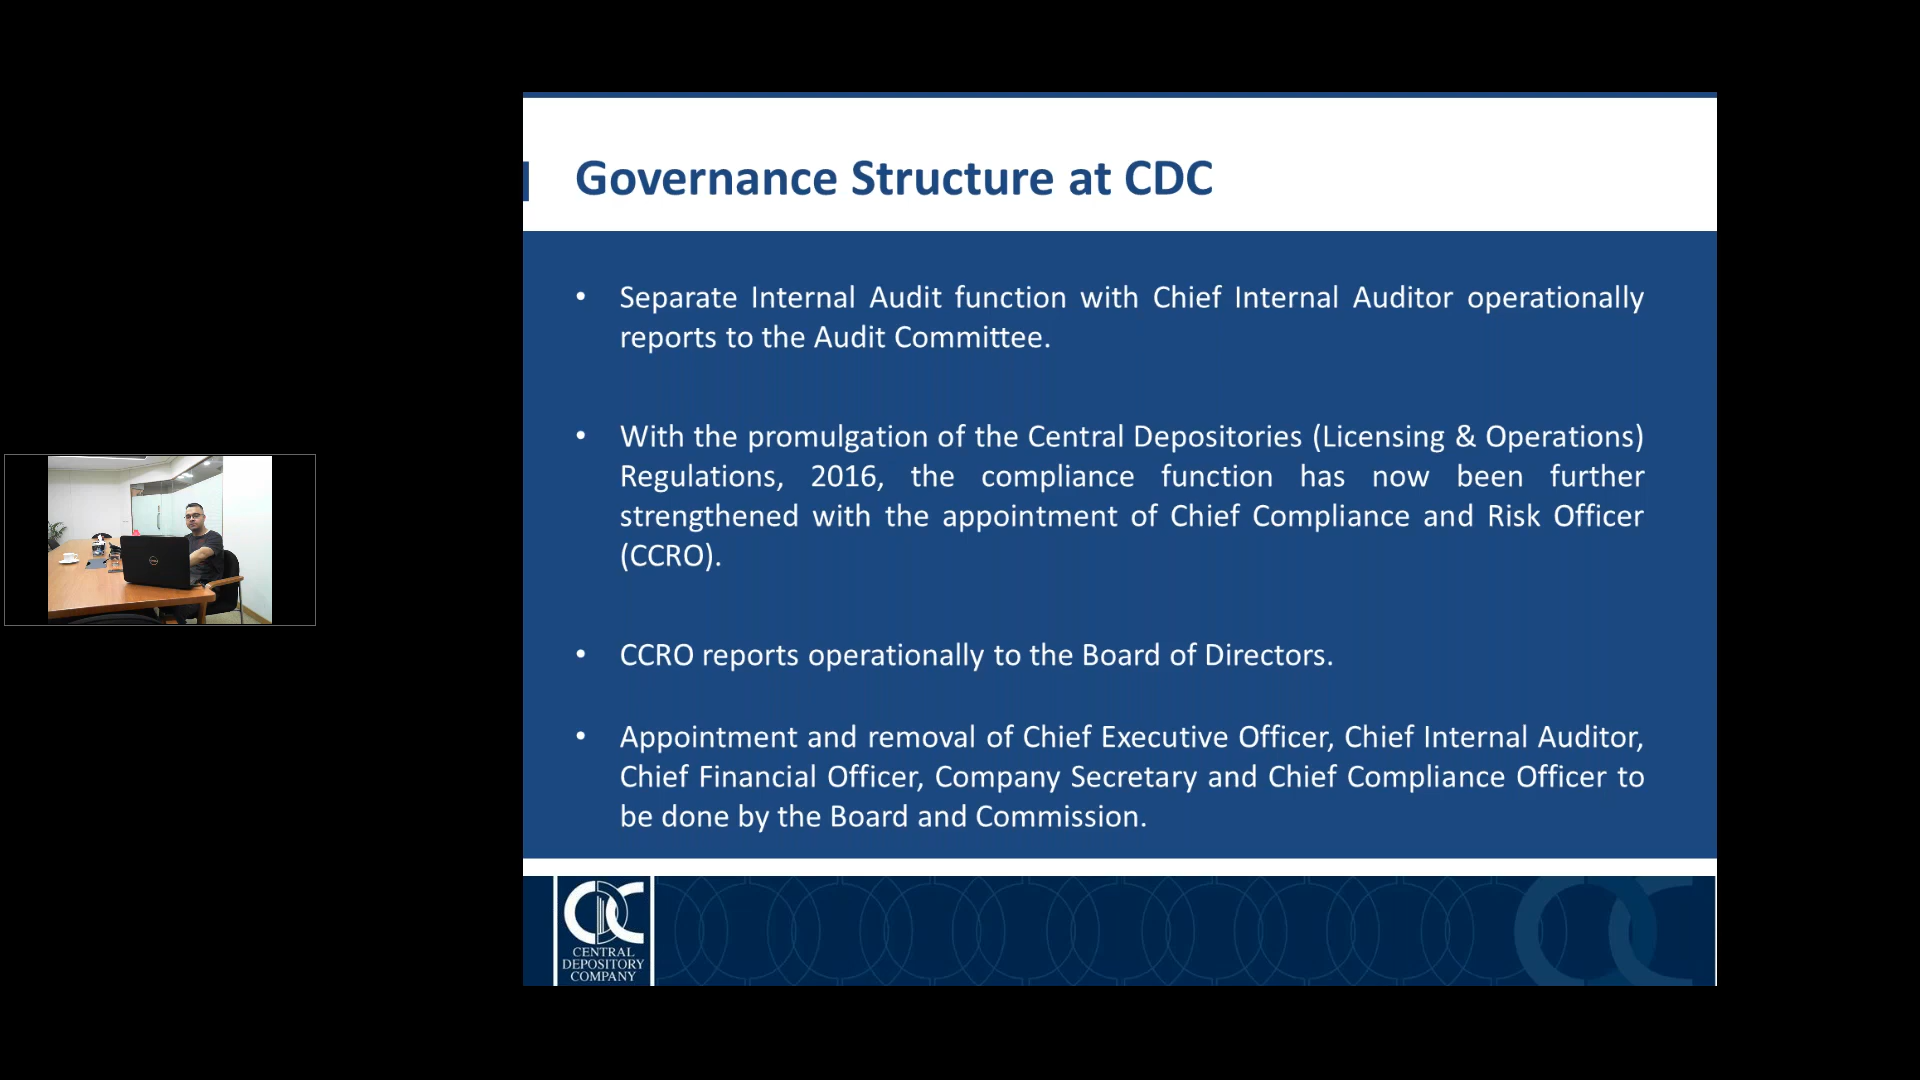 Governance Structure at CDC
• Separate Internal Audit function with Chief Internal Auditor operationally
reports to the Audit Committee.
• With the promulgation of the Central Depositories (Licensing & Operations)
Regulations, 2016, the compliance function has now been further
strengthened with the appointment of Chief Compliance and Risk Officer
(CCRO).
• CCRO reports operationally to the Board of Directors.
• Appointment and removal of Chief Executive Officer, Chief Internal Auditor,
Chief Financial Officer, Company Secretary and Chief Compliance Officer to
be done by the Board and Commission.
CENTRAL
DEPOSITORY
COMPANY